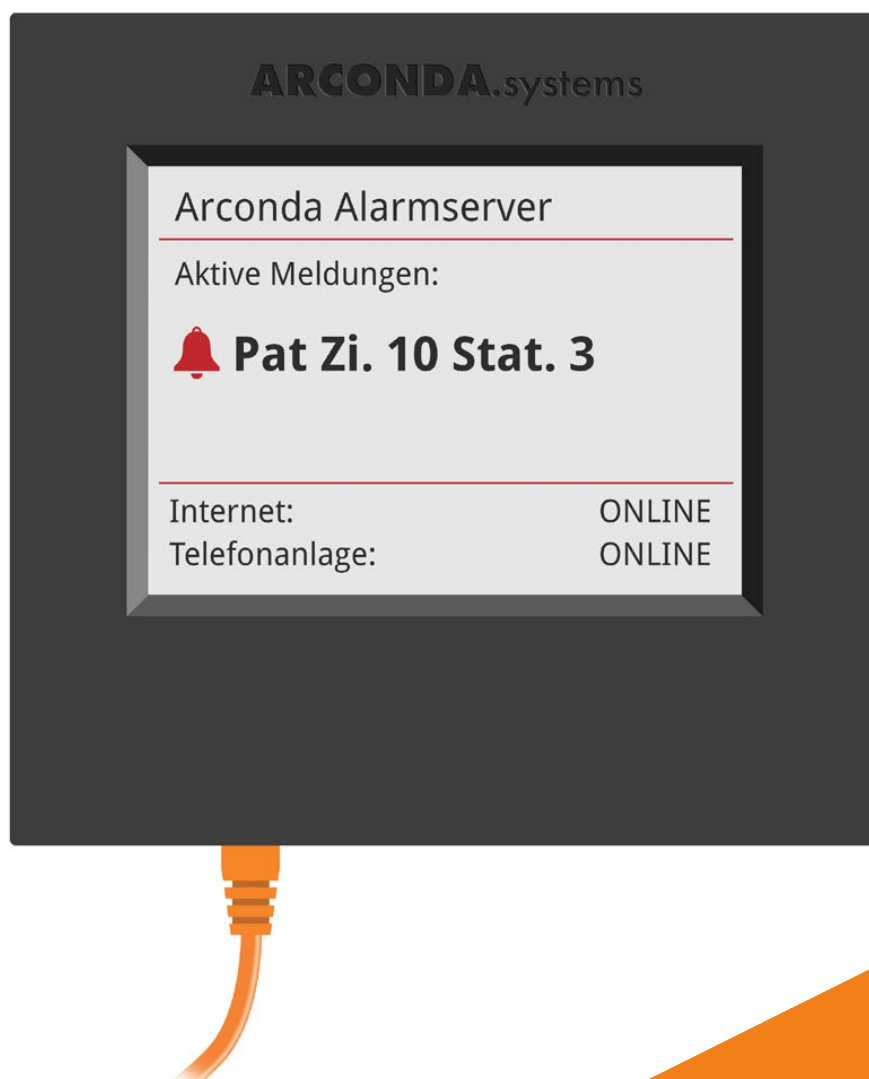 ARCONDA.systems
Arconda Alarmserver
Aktive Meldungen:
Pat Zi. 10 Stat. 3
Internet: ONLINE
Telefonanlage: ONLINE